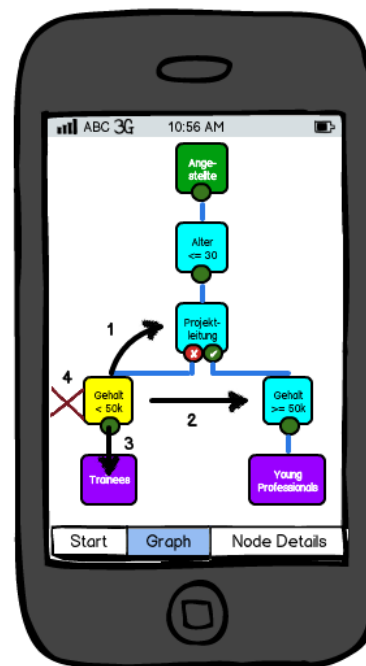 ABC 3G 10:56 AM
Ange-
stellte
Alter
<= 30
Projekt-
leitung
1
4
Gehalt
< 50k
2
Gehalt
>= 50k
3
Trainees
Young
Professionals
Start Graph Node Details